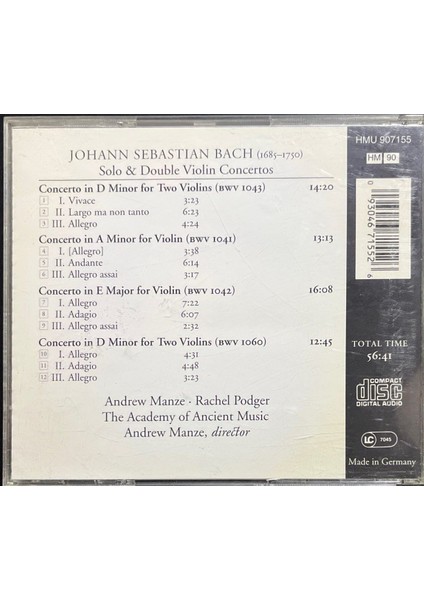 JOHANN SEBASTIAN BACH (1685–1750)
Solo & Double Violin Concertos
Concerto in D Minor for Two Violins (BWV 1043) 14:20
1 I. Vivace 3:23
2 II. Largo ma non tanto 6:23
3 III. Allegro 4:24
Concerto in A Minor for Violin (BWV 1041) 13:13
4 I. [Allegro] 3:38
5 II. Andante 6:14
6 III. Allegro assai 3:17
Concerto in E Major for Violin (BWV 1042) 16:08
7 I. Allegro 7:22
8 II. Adagio 6:07
9 III. Allegro assai 2:32
Concerto in D Minor for Two Violins (BWV 1060) 12:45
10 I. Allegro 4:31
11 II. Adagio 4:48
12 III. Allegro 3:23
Andrew Manze · Rachel Podger
The Academy of Ancient Music
Andrew Manze, director
HMU 907155
HM 90
0 93046 71552 6
TOTAL TIME
56:41
COMPACT
disc
DIGITAL AUDIO
LC 7045
Made in Germany